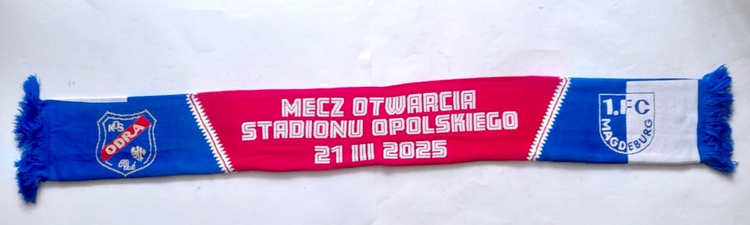 MECZ OTWARCIA
STADIONU OPOLSKIEGO
21 III 2025
ODRA
1.FC
MAGDEBURG